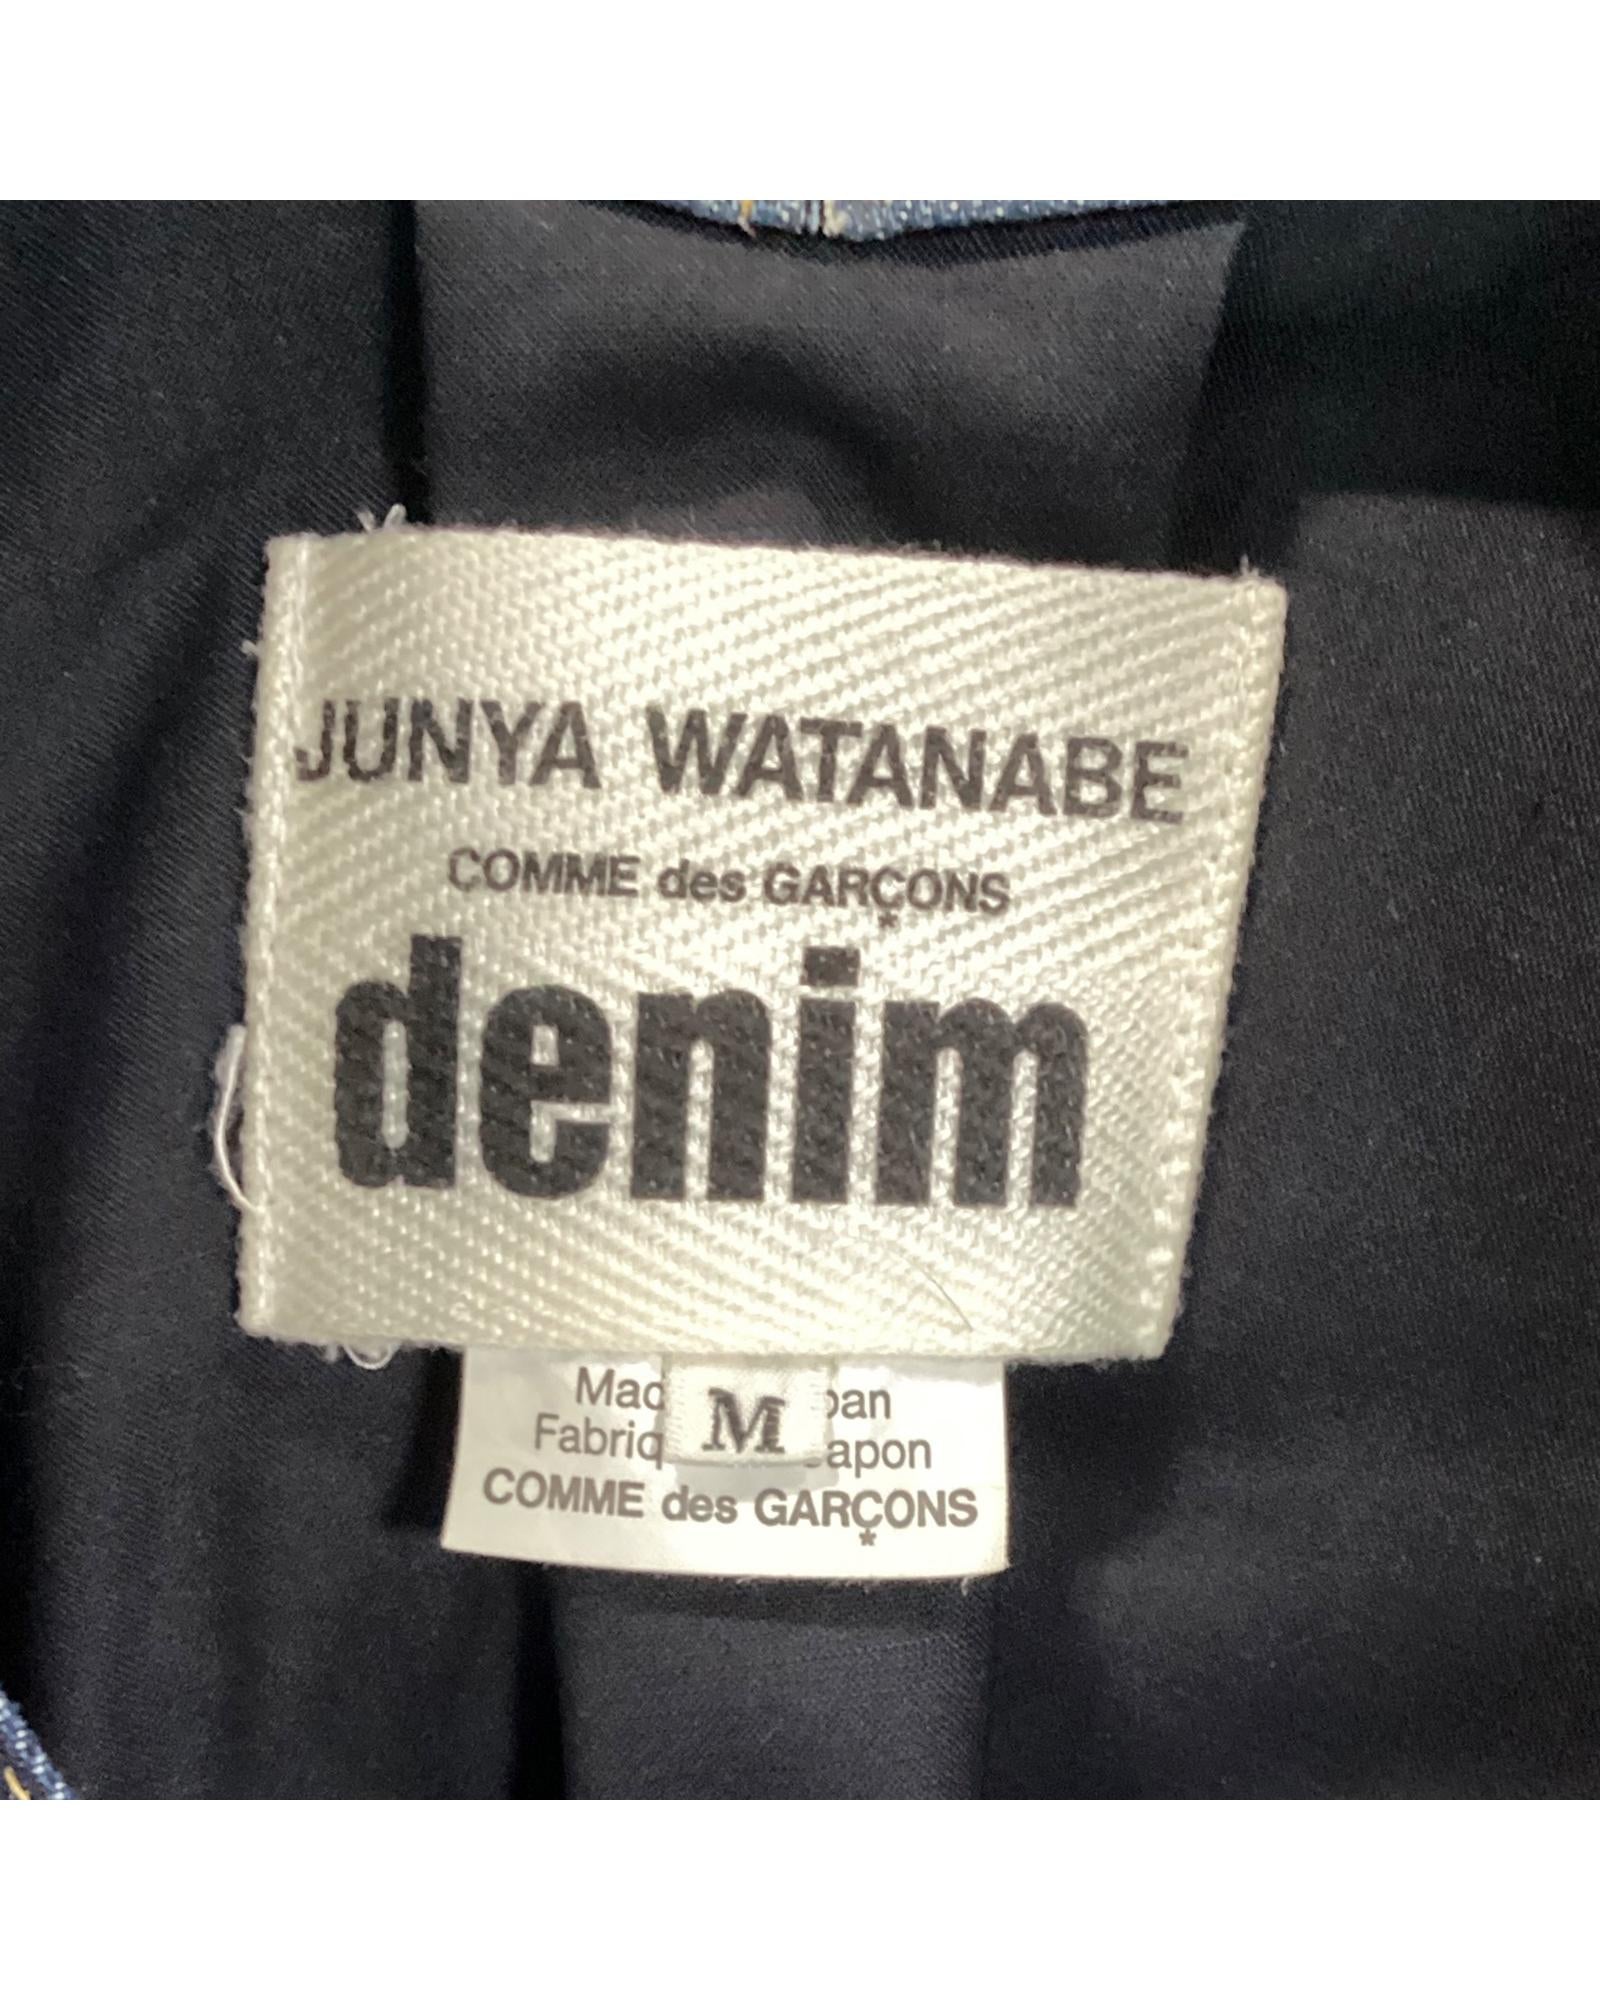 JUNYA WATANABE
COMME des GARÇONS
denim
M
COMME des GARÇONS